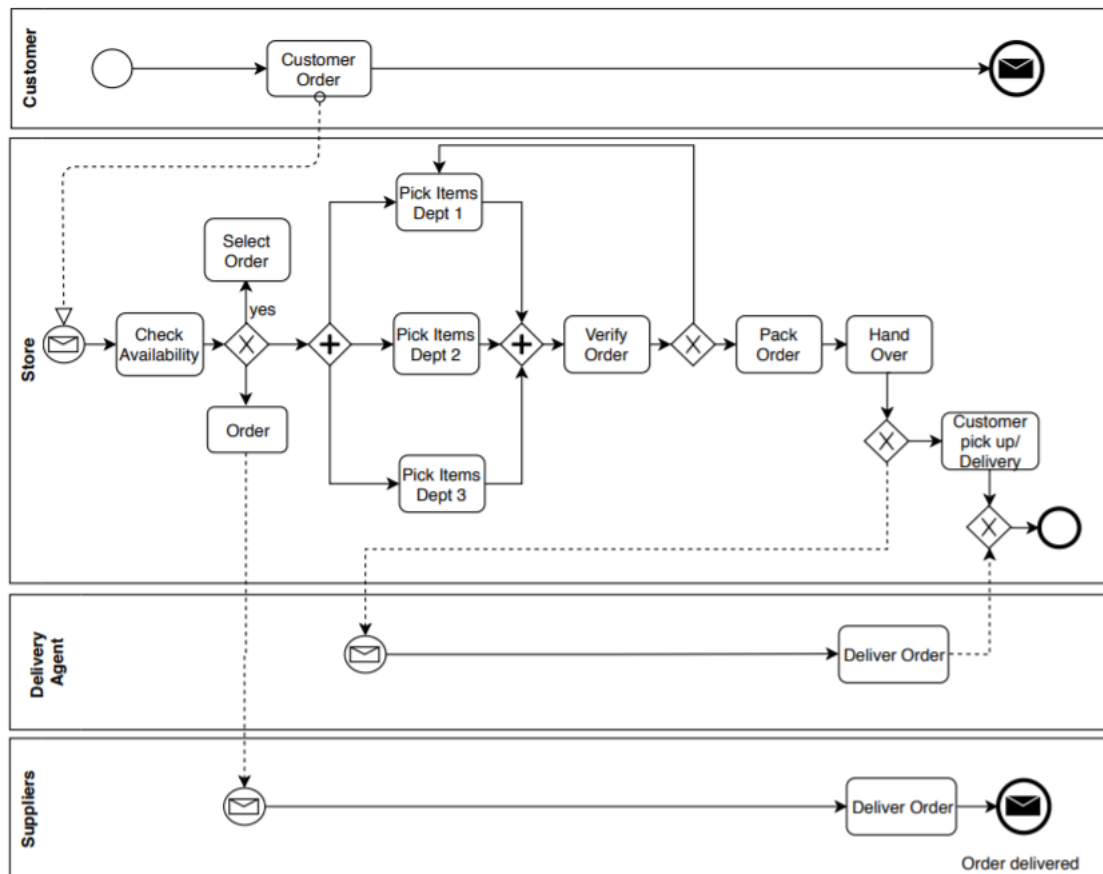 Customer
Customer
Order
Store
Pick Items
Dept 1
Select
Order
yes
Check
Availability
Pick Items
Dept 2
Verify
Order
Pack
Order
Hand
Over
Order
Customer
pick up/
Delivery
Pick Items
Dept 3
Delivery
Agent
Deliver Order
Suppliers
Deliver Order
Order delivered